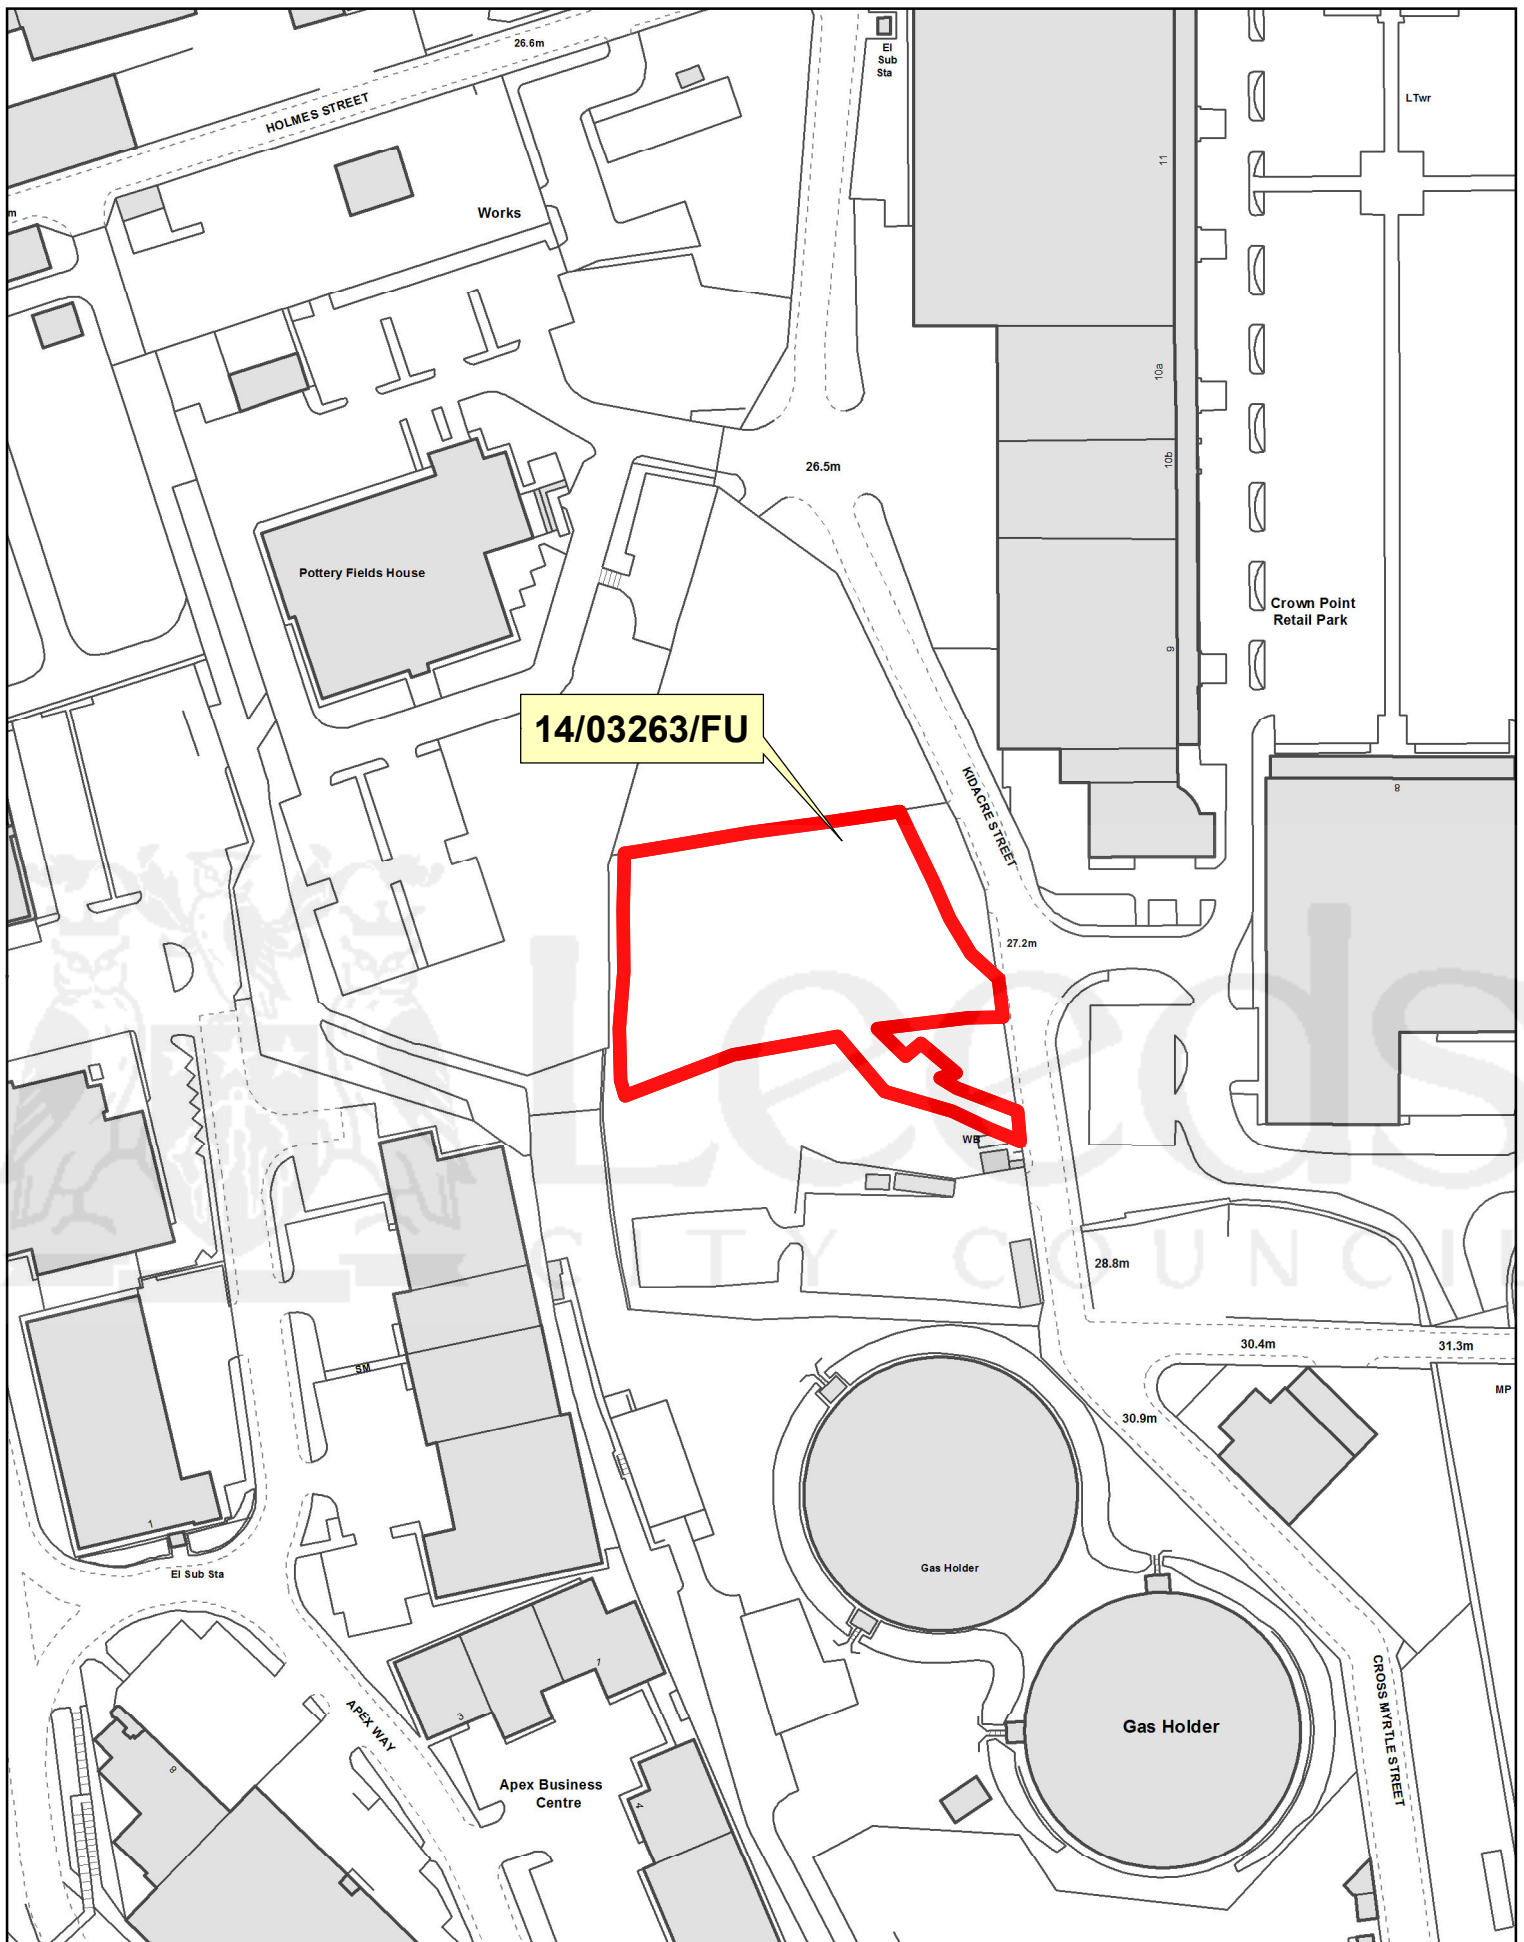 26.6m
El
Sub
Sta
HOLMES STREET
LTwr
11
m
Works
10a
10b
26.5m
Pottery Fields House
Crown Point
Retail Park
9
14/03263/FU
KIDACRE STREET
8
27.2m
Leeds
WB
CITY COUNCIL
28.8m
30.4m
31.3m
SM
MP
30.9m
1
El Sub Sta
Gas Holder
1
3
APEX WAY
CROSS MYRTLE STREET
Gas Holder
8
Apex Business
Centre
4